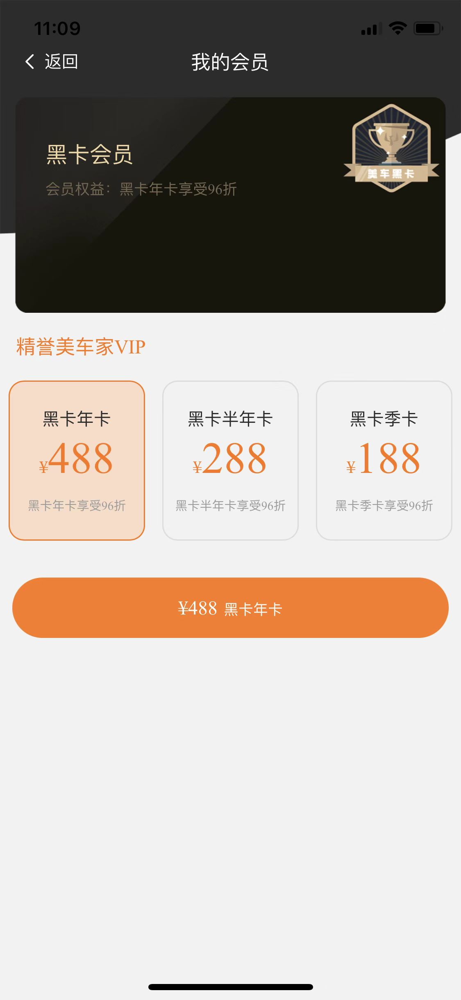 11:09
返回
我的会员
美车黑卡
黑卡会员
会员权益：黑卡年卡享受96折
精誉美车家VIP
黑卡年卡
¥488
黑卡年卡享受96折
黑卡半年卡
¥288
黑卡半年卡享受96折
黑卡季卡
¥188
黑卡季卡享受96折
¥488 黑卡年卡